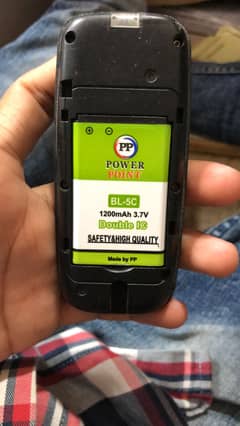 PP
POWER
POINT
BL-5C
1200mAh 3.7V
Double IC
SAFETY&HIGH QUALITY
Made by PP